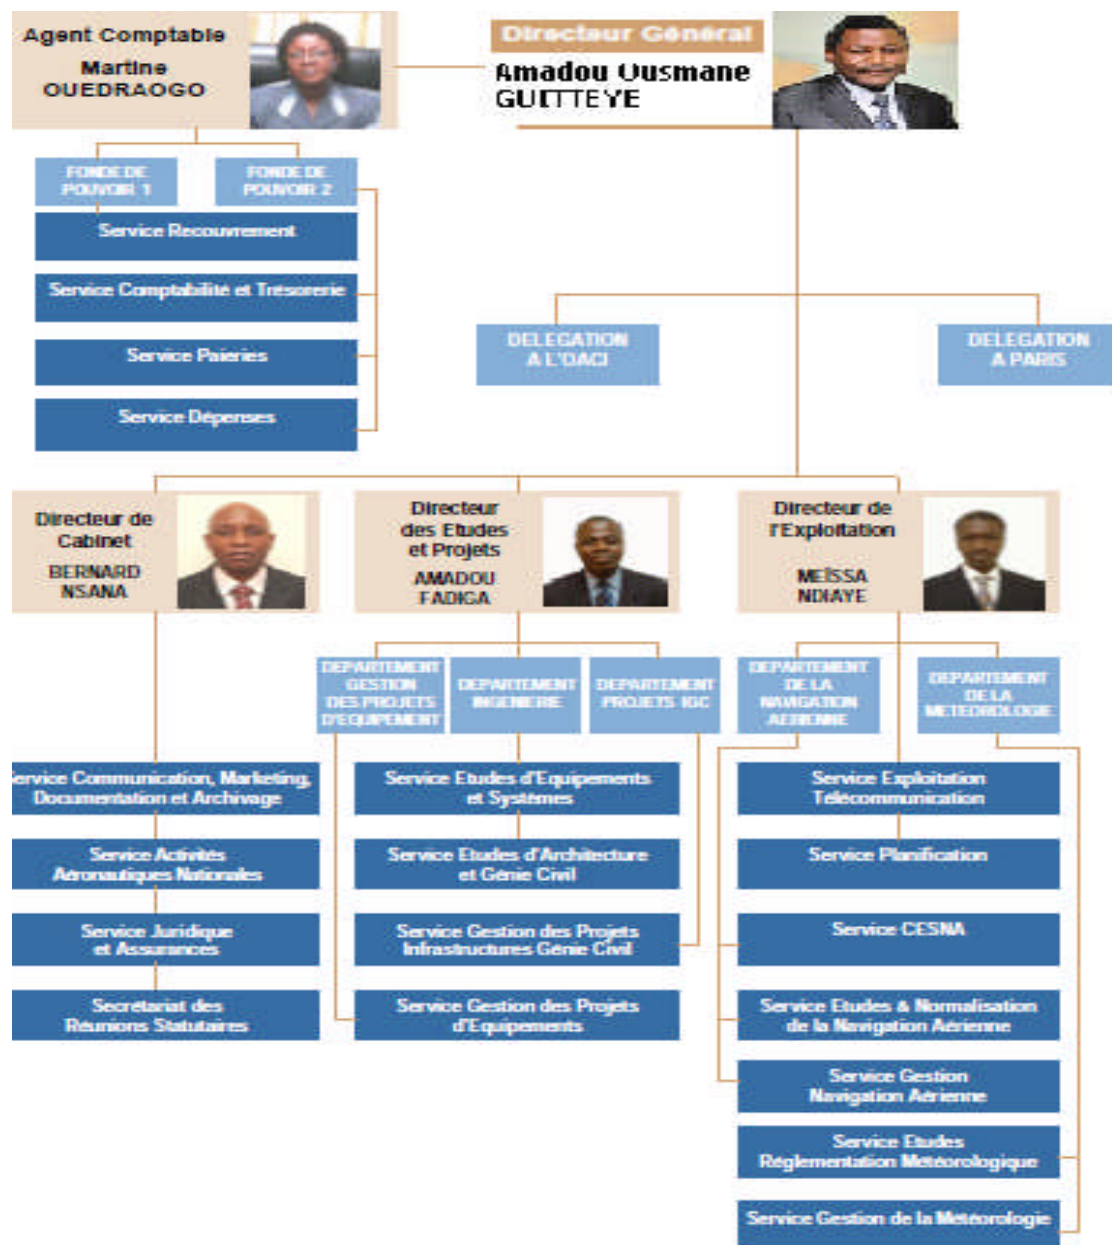 Agent Comptable
Martine
OUEDRAOGO
Directeur Général
Amadou Ousmane
GUITTEYE
FONDE DE
POUVOIR 1
FONDE DE
POUVOIR 2
Service Recouvrement
Service Comptabilité et Trésorerie
Service Paieries
Service Dépenses
DELEGATION
A L'OACI
DELEGATION
A PARIS
Directeur de
Cabinet
BERNARD
NSANA
Directeur
des Etudes
et Projets
AMADOU
FADIGA
Directeur de
l'Exploitation
MEÏSSA
NDIAYE
DEPARTEMENT
GESTION
DES PROJETS
D'EQUIPEMENT
DEPARTEMENT
INGENIERIE
DEPARTEMENT
PROJETS IGC
DEPARTEMENT
DE LA
NAVIGATION
AERIENNE
DEPARTEMENT
DE LA
METEOROLOGIE
Service Communication, Marketing,
Documentation et Archivage
Service Activités
Aéronautiques Nationales
Service Juridique
et Assurances
Secrétariat des
Réunions Statutaires
Service Etudes d'Equipements
et Systèmes
Service Etudes d'Architecture
et Génie Civil
Service Gestion des Projets
Infrastructures Génie Civil
Service Gestion des Projets
d'Equipements
Service Exploitation
Télécommunication
Service Planification
Service CESNA
Service Etudes & Normalisation
de la Navigation Aérienne
Service Gestion
Navigation Aérienne
Service Etudes
Réglementation Météorologique
Service Gestion de la Météorologie